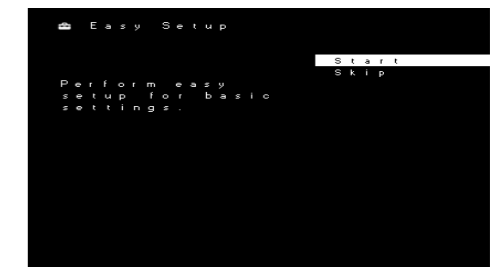 Easy Setup
Start
Skip
Perform easy
setup for basic
settings.